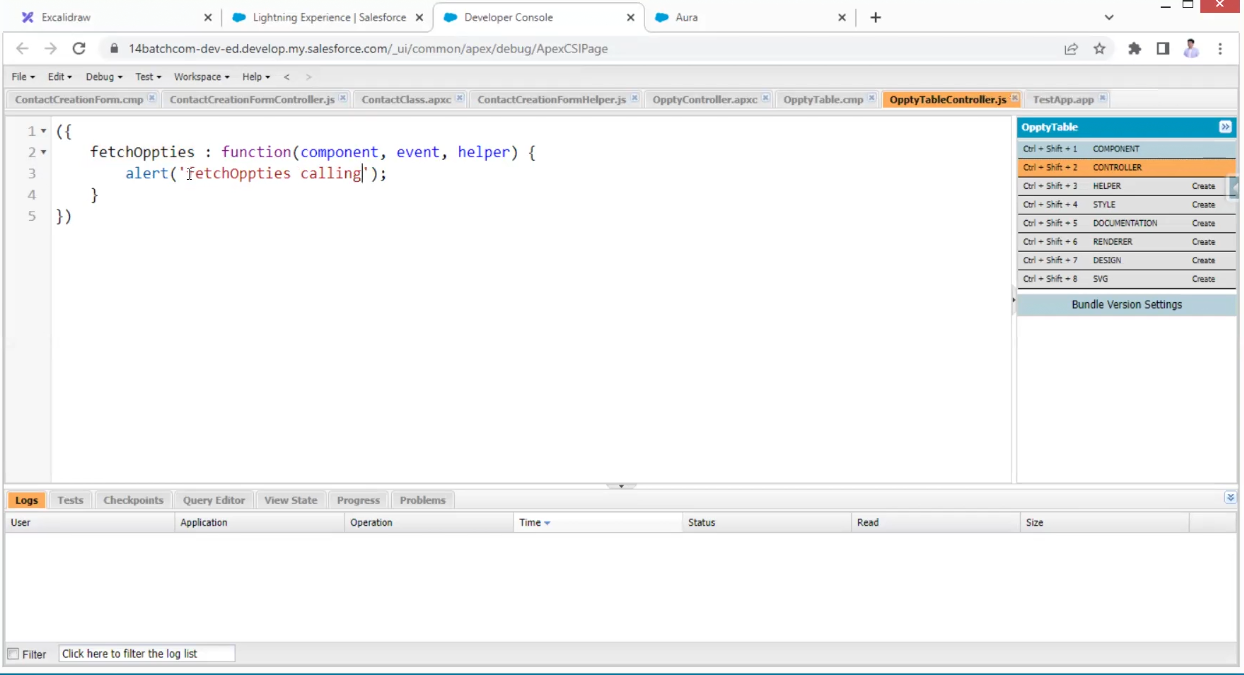 Excalidraw
Lightning Experience | Salesforce
Developer Console
Aura
14batchcom-dev-ed.develop.my.salesforce.com/_ui/common/apex/debug/ApexCSIPage
File Edit Debug Test Workspace Help < >
ContactCreationForm.cmp ContactCreationFormController.js ContactClass.apxc ContactCreationFormHelper.js OpptyController.apxc OpptyTable.cmp OpptyTableController.js TestApp.app
1 ({
2 fetchOppties : function(component, event, helper) {
3 alert('fetchOppties calling');
4 }
5 })
OpptyTable
Ctrl + Shift + 1 COMPONENT
Ctrl + Shift + 2 CONTROLLER
Ctrl + Shift + 3 HELPER Create
Ctrl + Shift + 4 STYLE Create
Ctrl + Shift + 5 DOCUMENTATION Create
Ctrl + Shift + 6 RENDERER Create
Ctrl + Shift + 7 DESIGN Create
Ctrl + Shift + 8 SVG Create
Bundle Version Settings
Logs Tests Checkpoints Query Editor View State Progress Problems
User Application Operation Time Status Read Size
Filter Click here to filter the log list